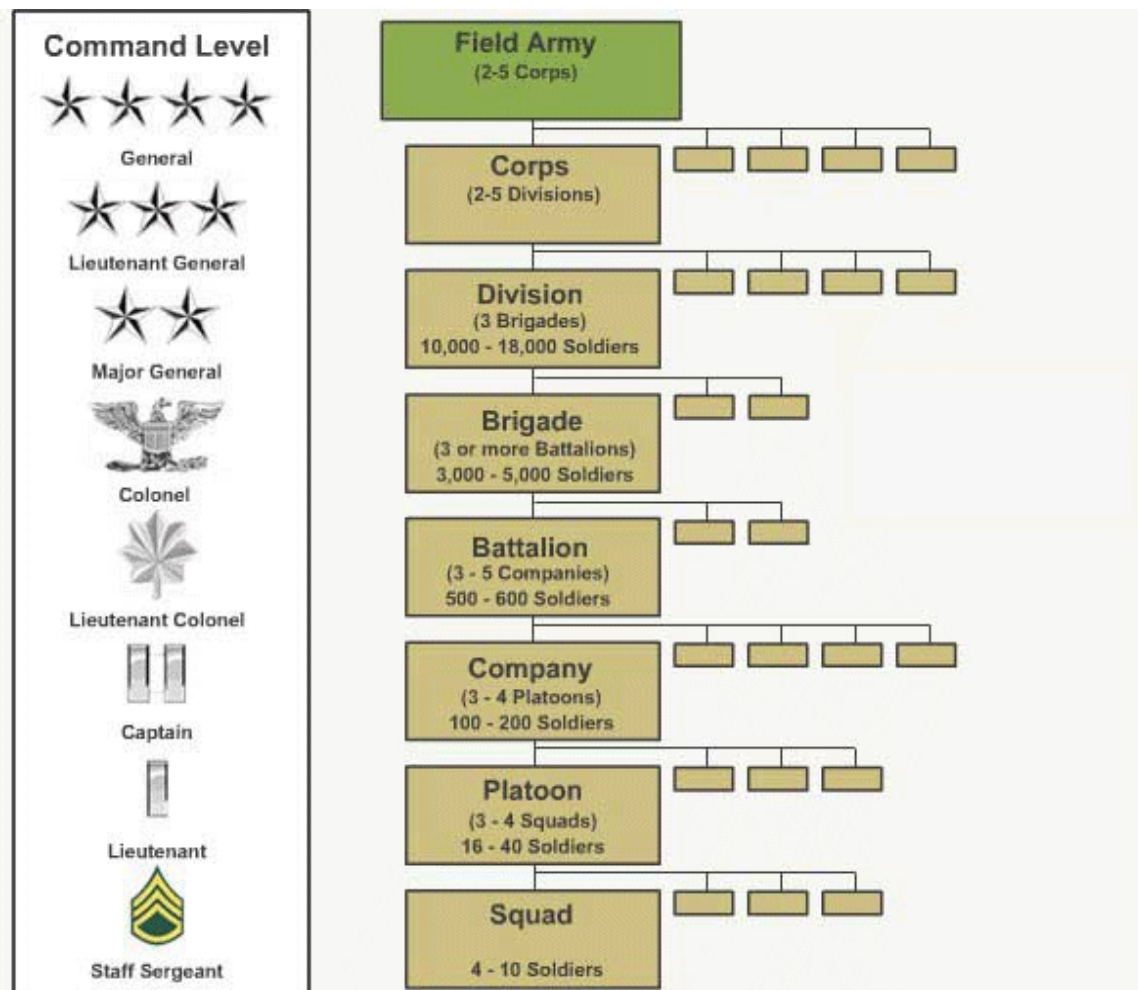 Command Level
General
Lieutenant General
Major General
Colonel
Lieutenant Colonel
Captain
Lieutenant
Staff Sergeant
Field Army
(2-5 Corps)
Corps
(2-5 Divisions)
Division
(3 Brigades)
10,000 - 18,000 Soldiers
Brigade
(3 or more Battalions)
3,000 - 5,000 Soldiers
Battalion
(3 - 5 Companies)
500 - 600 Soldiers
Company
(3 - 4 Platoons)
100 - 200 Soldiers
Platoon
(3 - 4 Squads)
16 - 40 Soldiers
Squad
4 - 10 Soldiers